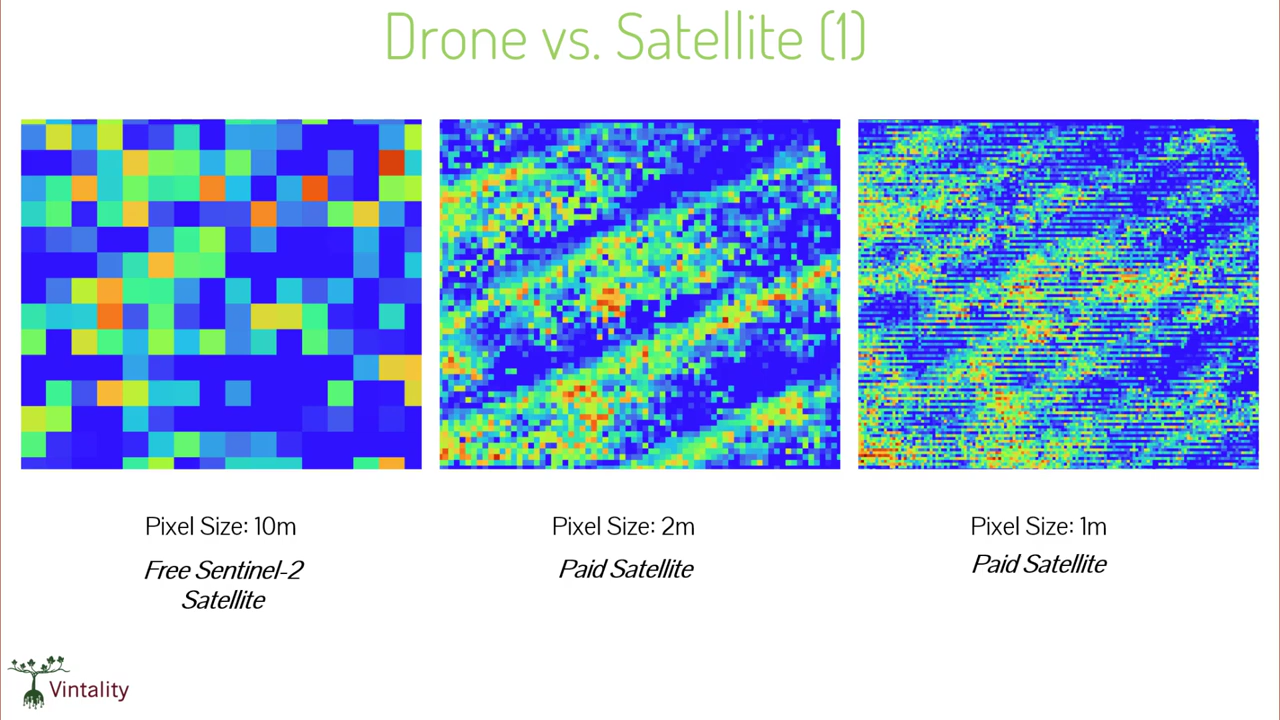 Drone vs. Satellite (1)
Pixel Size: 10m
Free Sentinel-2
Satellite
Pixel Size: 2m
Paid Satellite
Pixel Size: 1m
Paid Satellite
Vintality